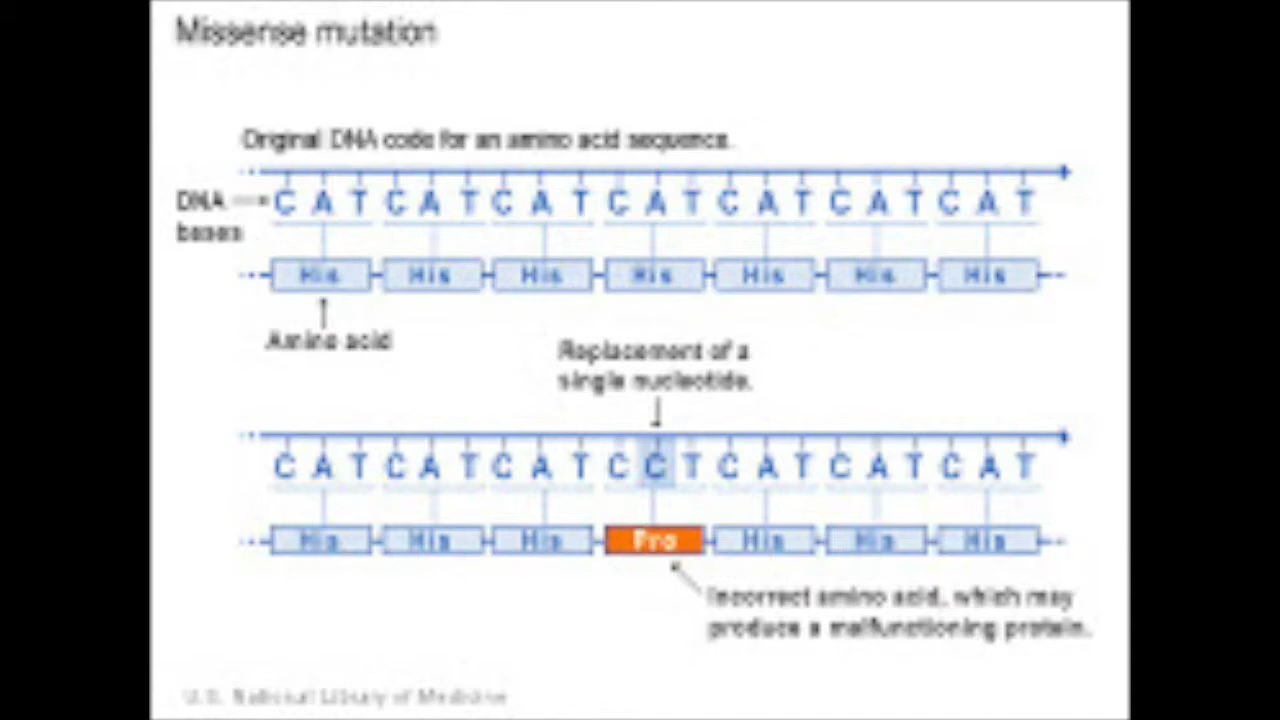 Missense mutation
Original DNA code for an amino acid sequence.
DNA bases
C A T C A T C A T C A T C A T C A T C A T
His His His His His His His
Amino acid
Replacement of a
single nucleotide.
C A T C A T C A T C C T C A T C A T C A T
His His His Pro His His His
Incorrect amino acid, which may
produce a malfunctioning protein.
U.S. National Library of Medicine